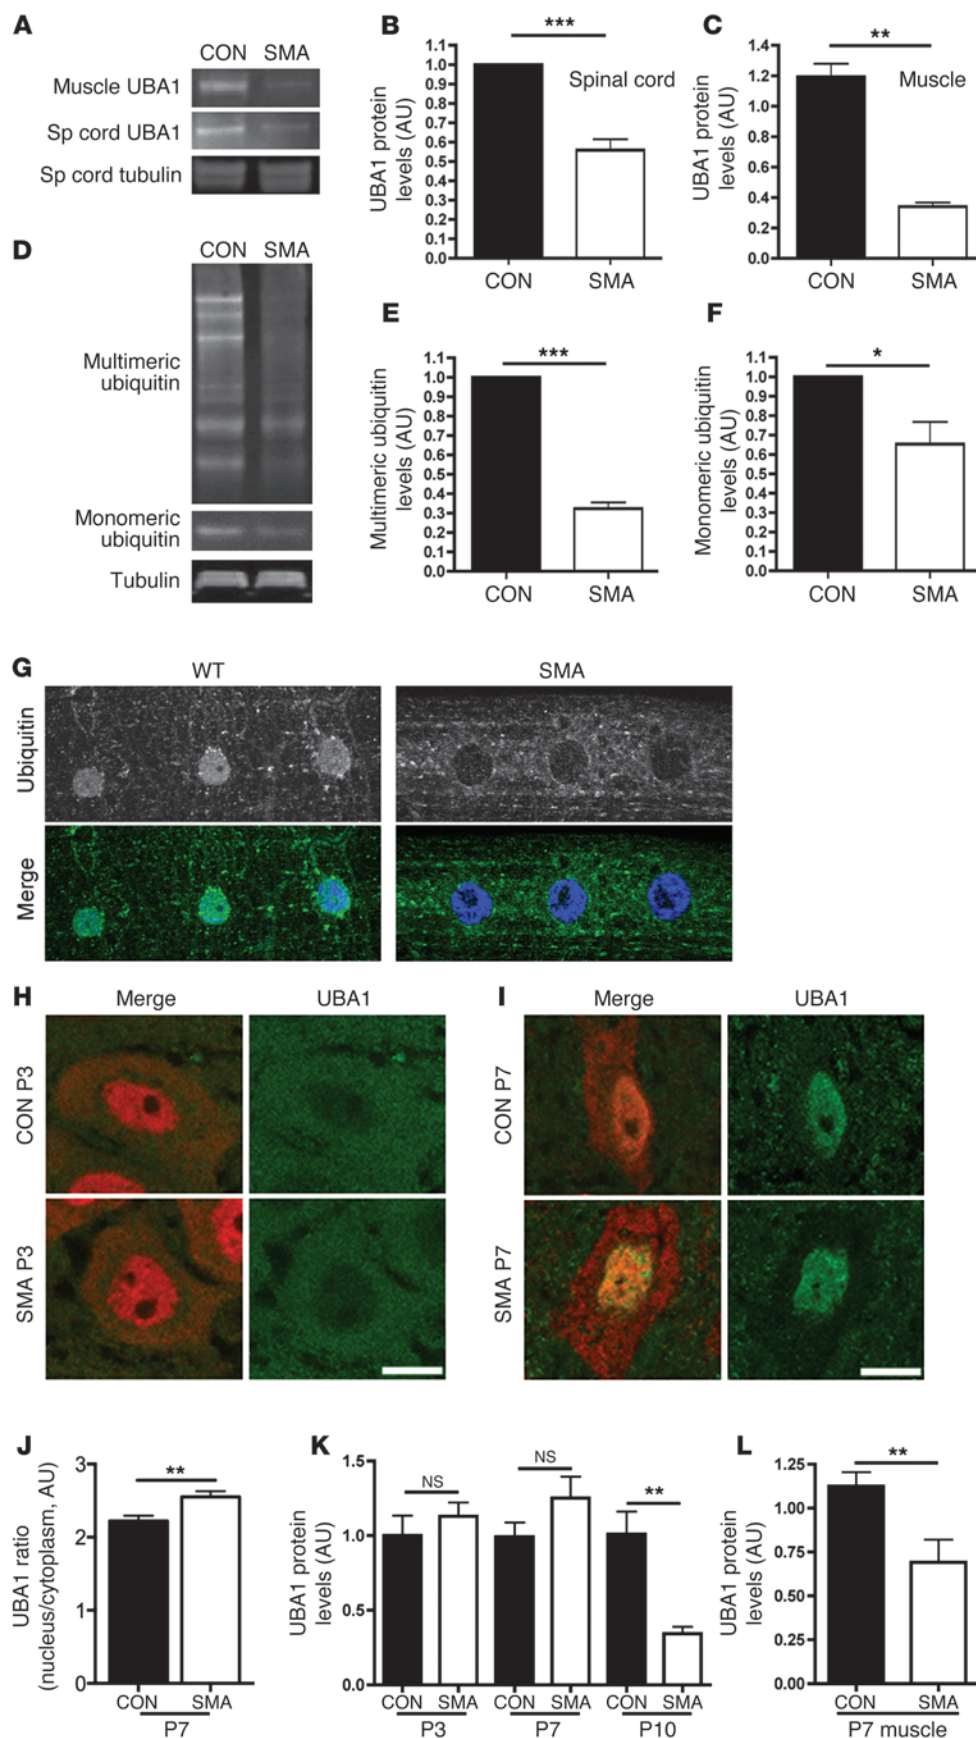 A
CON SMA
Muscle UBA1
Sp cord UBA1
Sp cord tubulin
B
***
UBA1 protein
levels (AU)
1.1
1.0
0.9
0.8
0.7
0.6
0.5
0.4
0.3
0.2
0.1
0.0
Spinal cord
CON SMA
C
**
UBA1 protein
levels (AU)
1.4
1.2
1.0
0.8
0.6
0.4
0.2
0.0
Muscle
CON SMA
D
CON SMA
Multimeric
ubiquitin
Monomeric
ubiquitin
Tubulin
E
***
Multimeric ubiquitin
levels (AU)
1.1
1.0
0.9
0.8
0.7
0.6
0.5
0.4
0.3
0.2
0.1
0.0
CON SMA
F
*
Monomeric ubiquitin
levels (AU)
1.1
1.0
0.9
0.8
0.7
0.6
0.5
0.4
0.3
0.2
0.1
0.0
CON SMA
G
WT SMA
Ubiquitin
Merge
H
Merge UBA1
CON P3
SMA P3
I
Merge UBA1
CON P7
SMA P7
J
**
UBA1 ratio
(nucleus/cytoplasm, AU)
3
2
1
0
CON SMA
P7
K
NS NS **
UBA1 protein
levels (AU)
1.5
1.0
0.5
0.0
CON SMA CON SMA CON SMA
P3 P7 P10
L
**
UBA1 protein
levels (AU)
1.25
1.00
0.75
0.50
0.25
0.00
CON SMA
P7 muscle